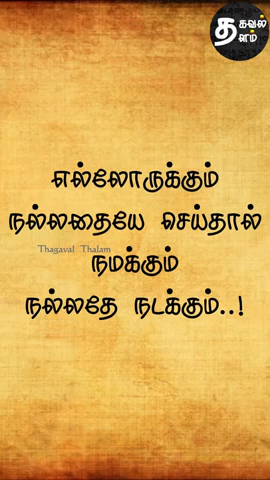 தகவல்
தளம்
எல்லோருக்கும்
நல்லதையே செய்தால்
Thagaval Thalam
நமக்கும்
நல்லதே நடக்கும்..!